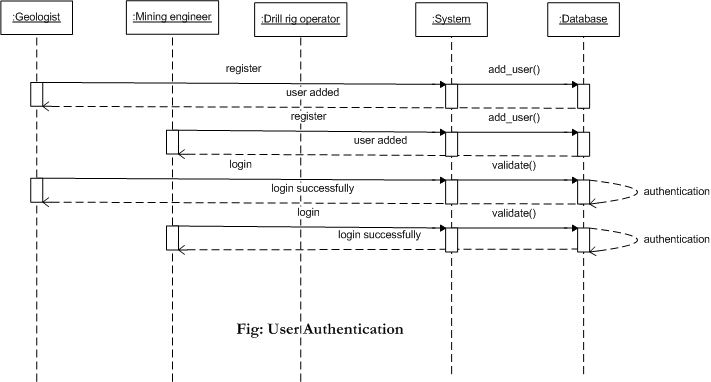 :Geologist
:Mining engineer
:Drill rig operator
:System
:Database
register
add_user()
user added
register
add_user()
user added
login
validate()
login successfully
authentication
login
validate()
login successfully
authentication
Fig: User Authentication